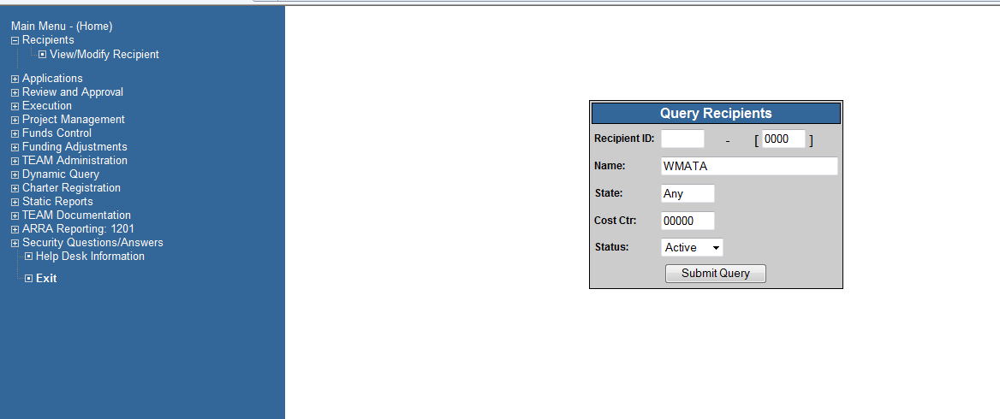 Main Menu - (Home)
Recipients
View/Modify Recipient
Applications
Review and Approval
Execution
Project Management
Funds Control
Funding Adjustments
TEAM Administration
Dynamic Query
Charter Registration
Static Reports
TEAM Documentation
ARRA Reporting: 1201
Security Questions/Answers
Help Desk Information
Exit
Query Recipients
Recipient ID: - [ 0000 ]
Name: WMATA
State: Any
Cost Ctr: 00000
Status: Active
Submit Query